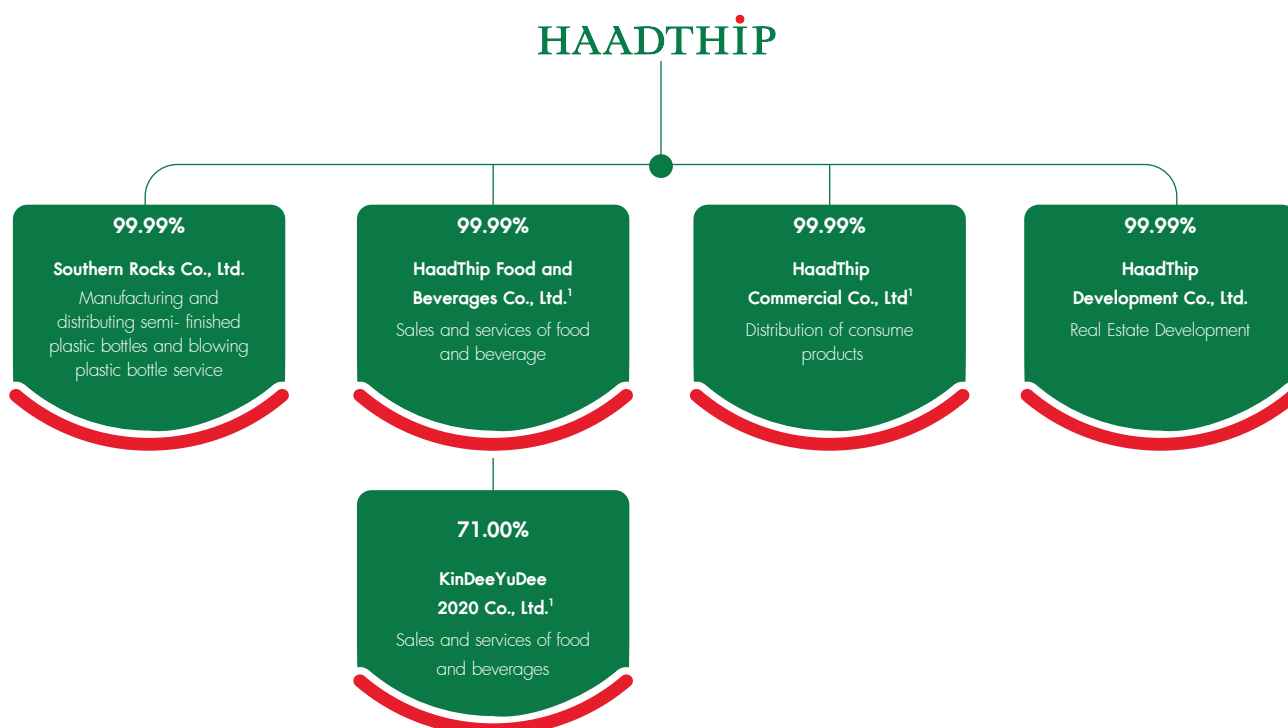 HAADTHIP
99.99%
Southern Rocks Co., Ltd.
Manufacturing and
distributing semi- finished
plastic bottles and blowing
plastic bottle service
99.99%
HaadThip Food and
Beverages Co., Ltd.¹
Sales and services of food
and beverage
99.99%
HaadThip
Commercial Co., Ltd¹
Distribution of consume
products
99.99%
HaadThip
Development Co., Ltd.
Real Estate Development
71.00%
KinDeeYuDee
2020 Co., Ltd.¹
Sales and services of food
and beverages